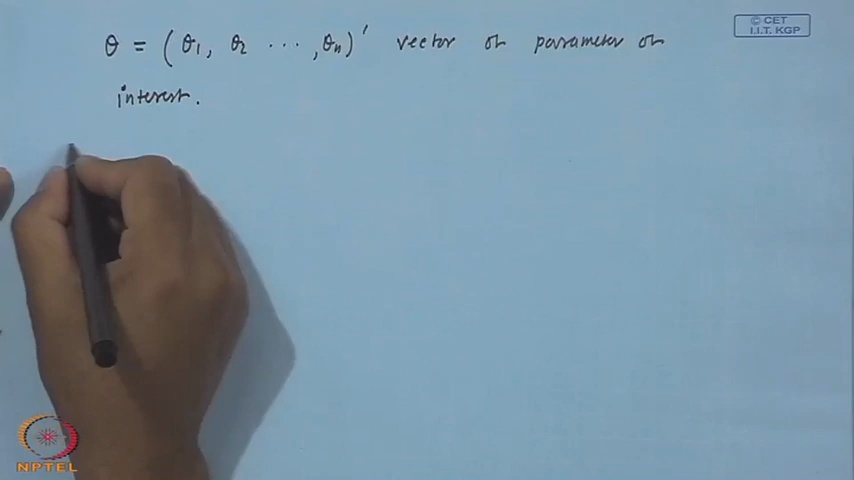 θ = (θ1, θ2 ..., θn)' vector of parameter of
interest.
© CET
I.I.T. KGP
NPTEL